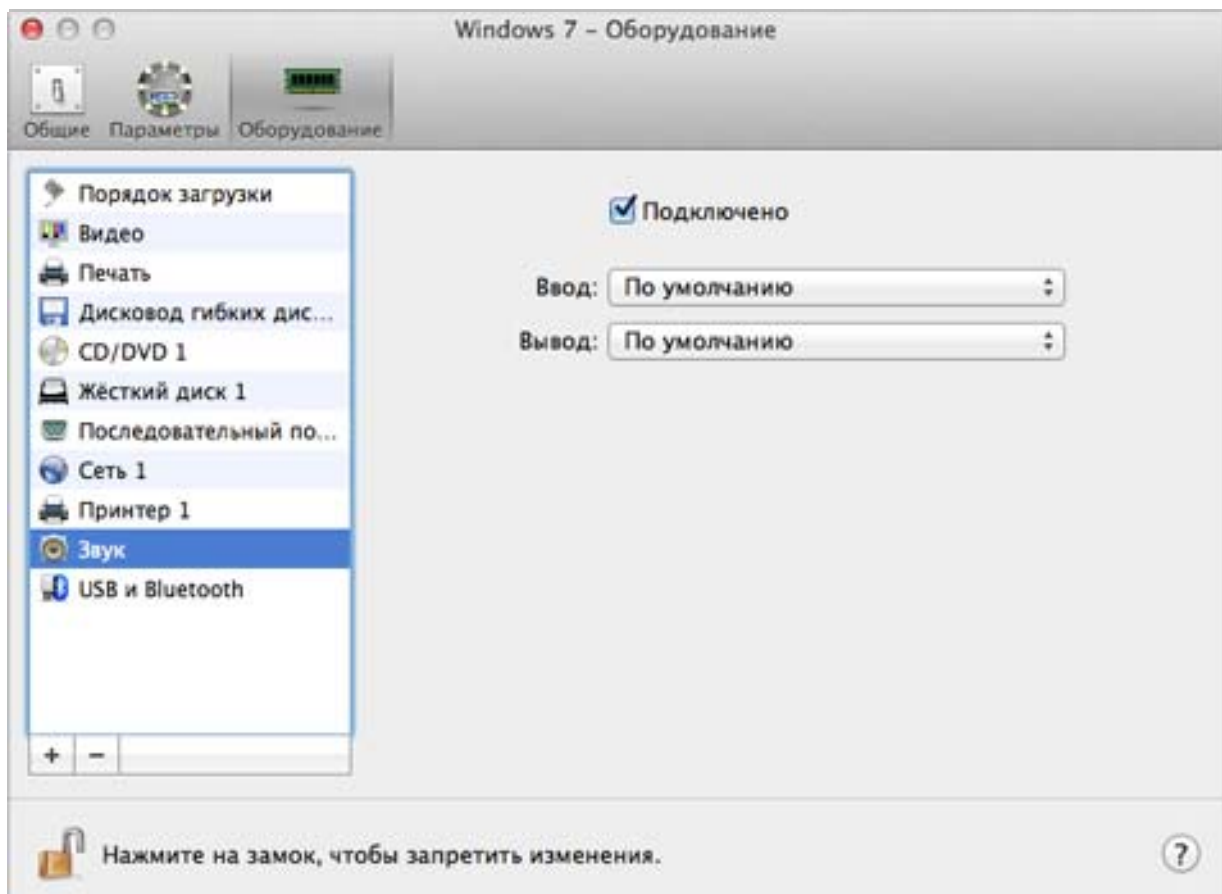 Windows 7 – Оборудование
Общие Параметры Оборудование
Порядок загрузки
Видео
Печать
Дисковод гибких дис...
CD/DVD 1
Жёсткий диск 1
Последовательный по...
Сеть 1
Принтер 1
Звук
USB и Bluetooth
+ −
Подключено
Ввод: По умолчанию
Вывод: По умолчанию
Нажмите на замок, чтобы запретить изменения.
?